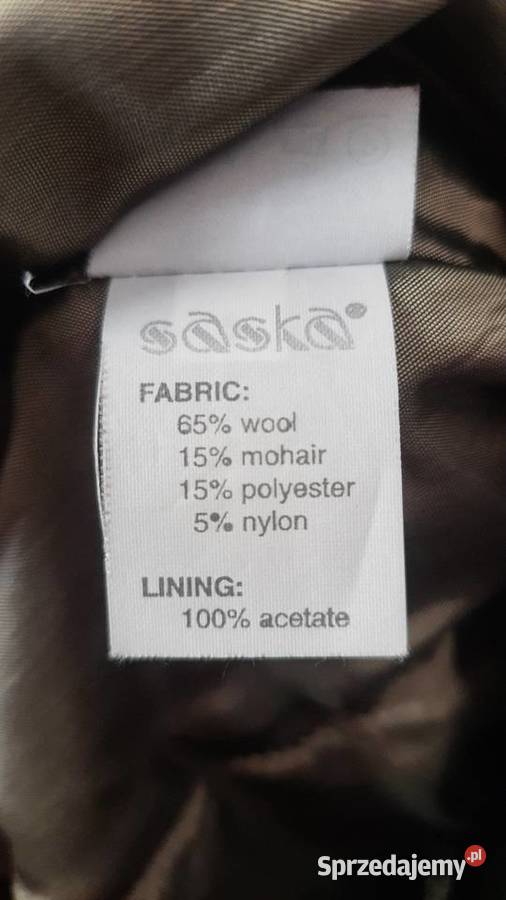 saska®
FABRIC:
65% wool
15% mohair
15% polyester
5% nylon
LINING:
100% acetate
Sprzedajemy.pl